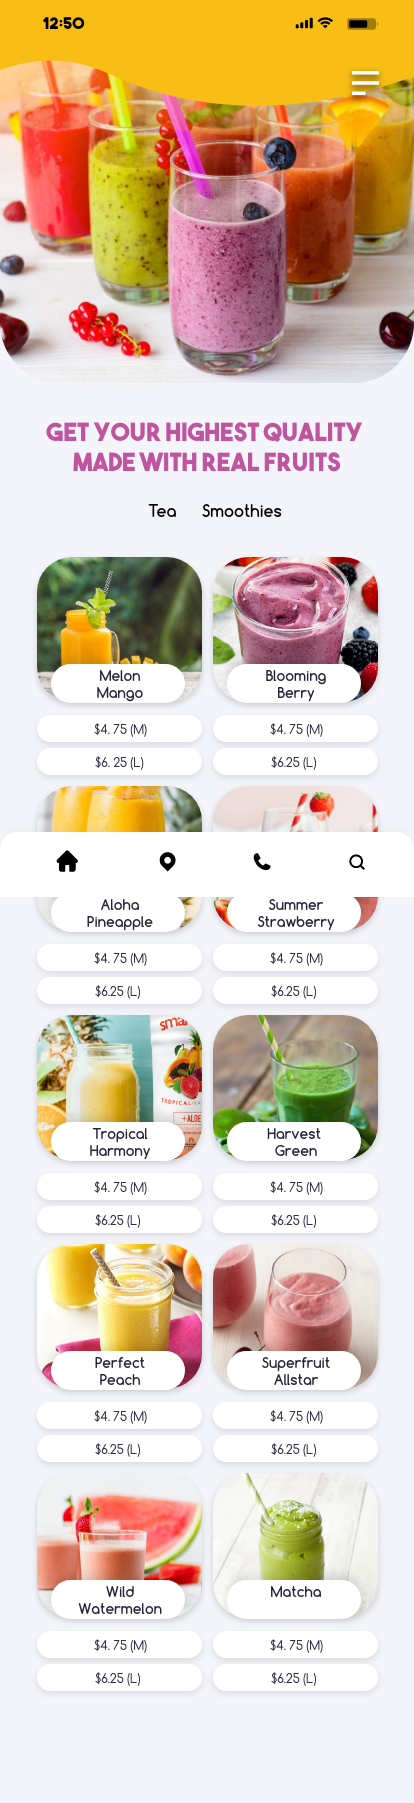 12:50
GET YOUR HIGHEST QUALITY
MADE WITH REAL FRUITS
Tea Smoothies
Melon
Mango
Blooming
Berry
$4. 75 (M)
$4. 75 (M)
$6. 25 (L)
$6.25 (L)
Aloha
Pineapple
Summer
Strawberry
$4. 75 (M)
$4. 75 (M)
$6.25 (L)
$6.25 (L)
TROPICAL
+ALOE
Tropical
Harmony
Harvest
Green
$4. 75 (M)
$4. 75 (M)
$6.25 (L)
$6.25 (L)
Perfect
Peach
Superfruit
Allstar
$4. 75 (M)
$4. 75 (M)
$6.25 (L)
$6.25 (L)
Wild
Watermelon
Matcha
$4. 75 (M)
$4. 75 (M)
$6.25 (L)
$6.25 (L)